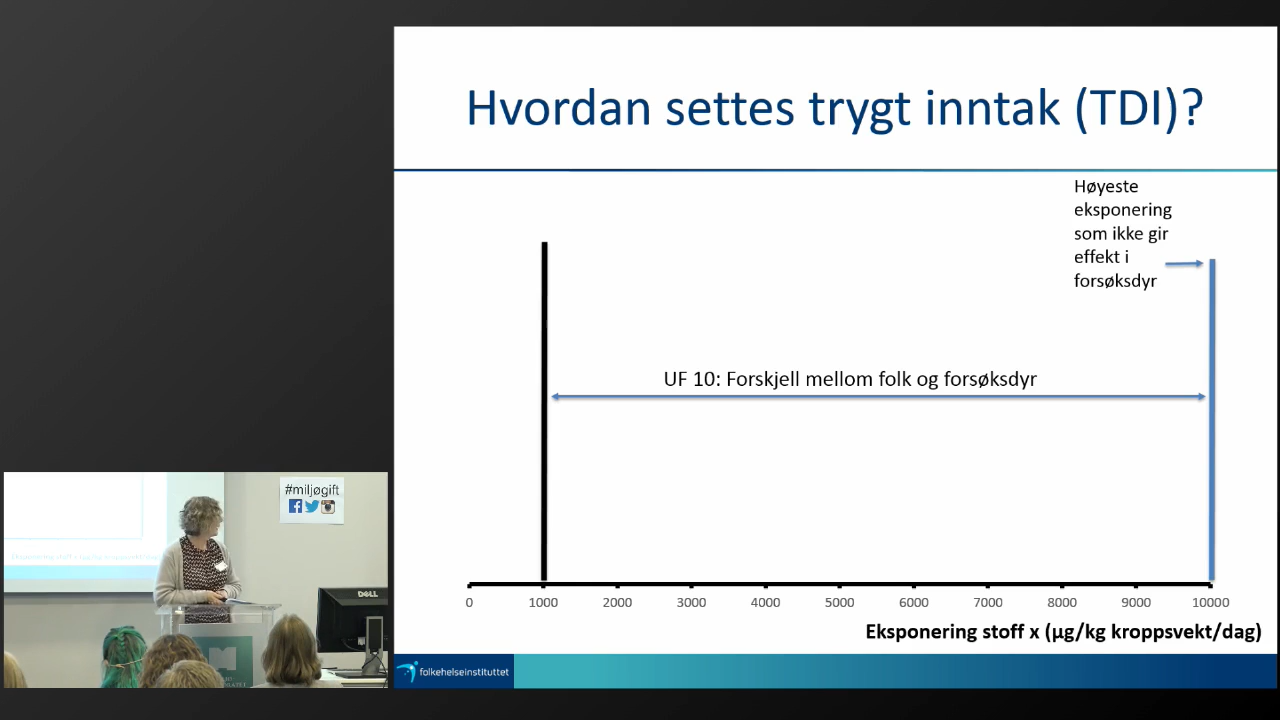 Hvordan settes trygt inntak (TDI)?
Høyeste
eksponering
som ikke gir
effekt i
forsøksdyr
UF 10: Forskjell mellom folk og forsøksdyr
0 1000 2000 3000 4000 5000 6000 7000 8000 9000 10000
Eksponering stoff x (µg/kg kroppsvekt/dag)
folkehelseinstituttet
#miljøgift
DELL